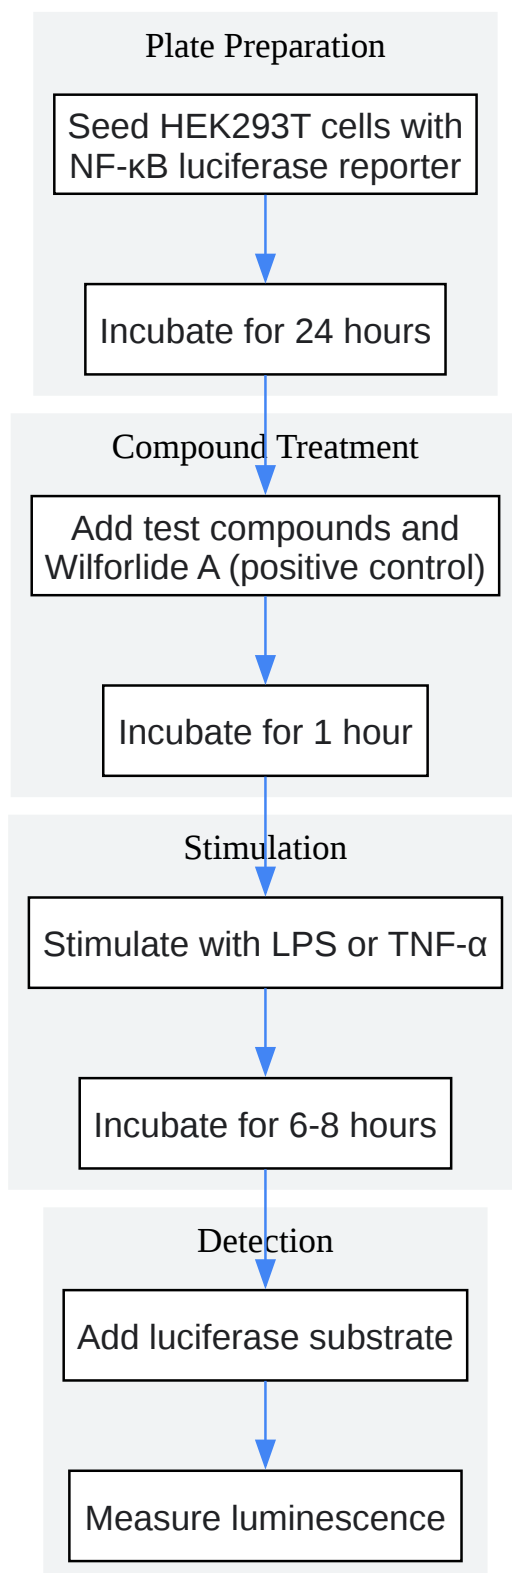 Plate Preparation
Seed HEK293T cells with
NF-κB luciferase reporter
Incubate for 24 hours
Compound Treatment
Add test compounds and
Wilforlide A (positive control)
Incubate for 1 hour
Stimulation
Stimulate with LPS or TNF-α
Incubate for 6-8 hours
Detection
Add luciferase substrate
Measure luminescence